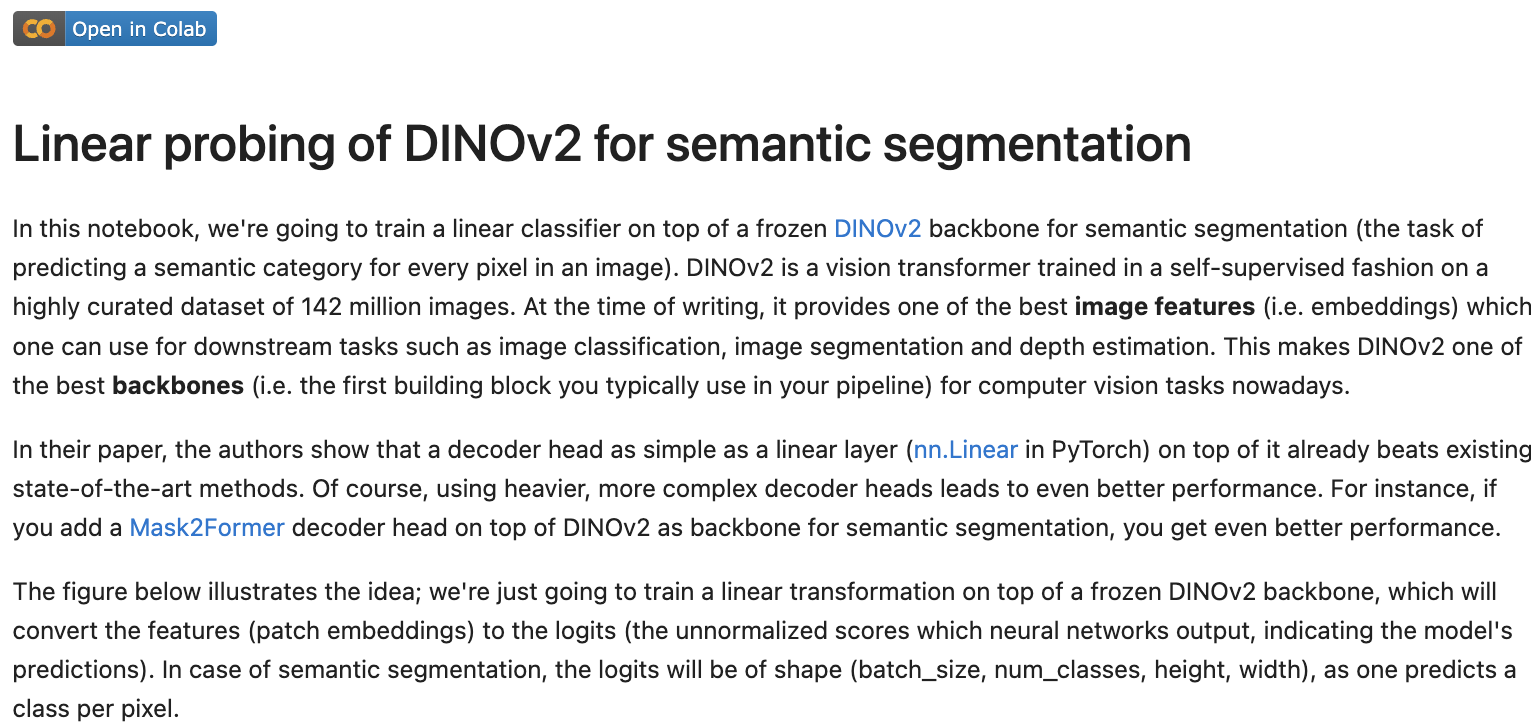 Open in Colab
Linear probing of DINOv2 for semantic segmentation
In this notebook, we're going to train a linear classifier on top of a frozen DINOv2 backbone for semantic segmentation (the task of
predicting a semantic category for every pixel in an image). DINOv2 is a vision transformer trained in a self-supervised fashion on a
highly curated dataset of 142 million images. At the time of writing, it provides one of the best image features (i.e. embeddings) which
one can use for downstream tasks such as image classification, image segmentation and depth estimation. This makes DINOv2 one of
the best backbones (i.e. the first building block you typically use in your pipeline) for computer vision tasks nowadays.
In their paper, the authors show that a decoder head as simple as a linear layer (nn.Linear in PyTorch) on top of it already beats existing
state-of-the-art methods. Of course, using heavier, more complex decoder heads leads to even better performance. For instance, if
you add a Mask2Former decoder head on top of DINOv2 as backbone for semantic segmentation, you get even better performance.
The figure below illustrates the idea; we're just going to train a linear transformation on top of a frozen DINOv2 backbone, which will
convert the features (patch embeddings) to the logits (the unnormalized scores which neural networks output, indicating the model's
predictions). In case of semantic segmentation, the logits will be of shape (batch_size, num_classes, height, width), as one predicts a
class per pixel.